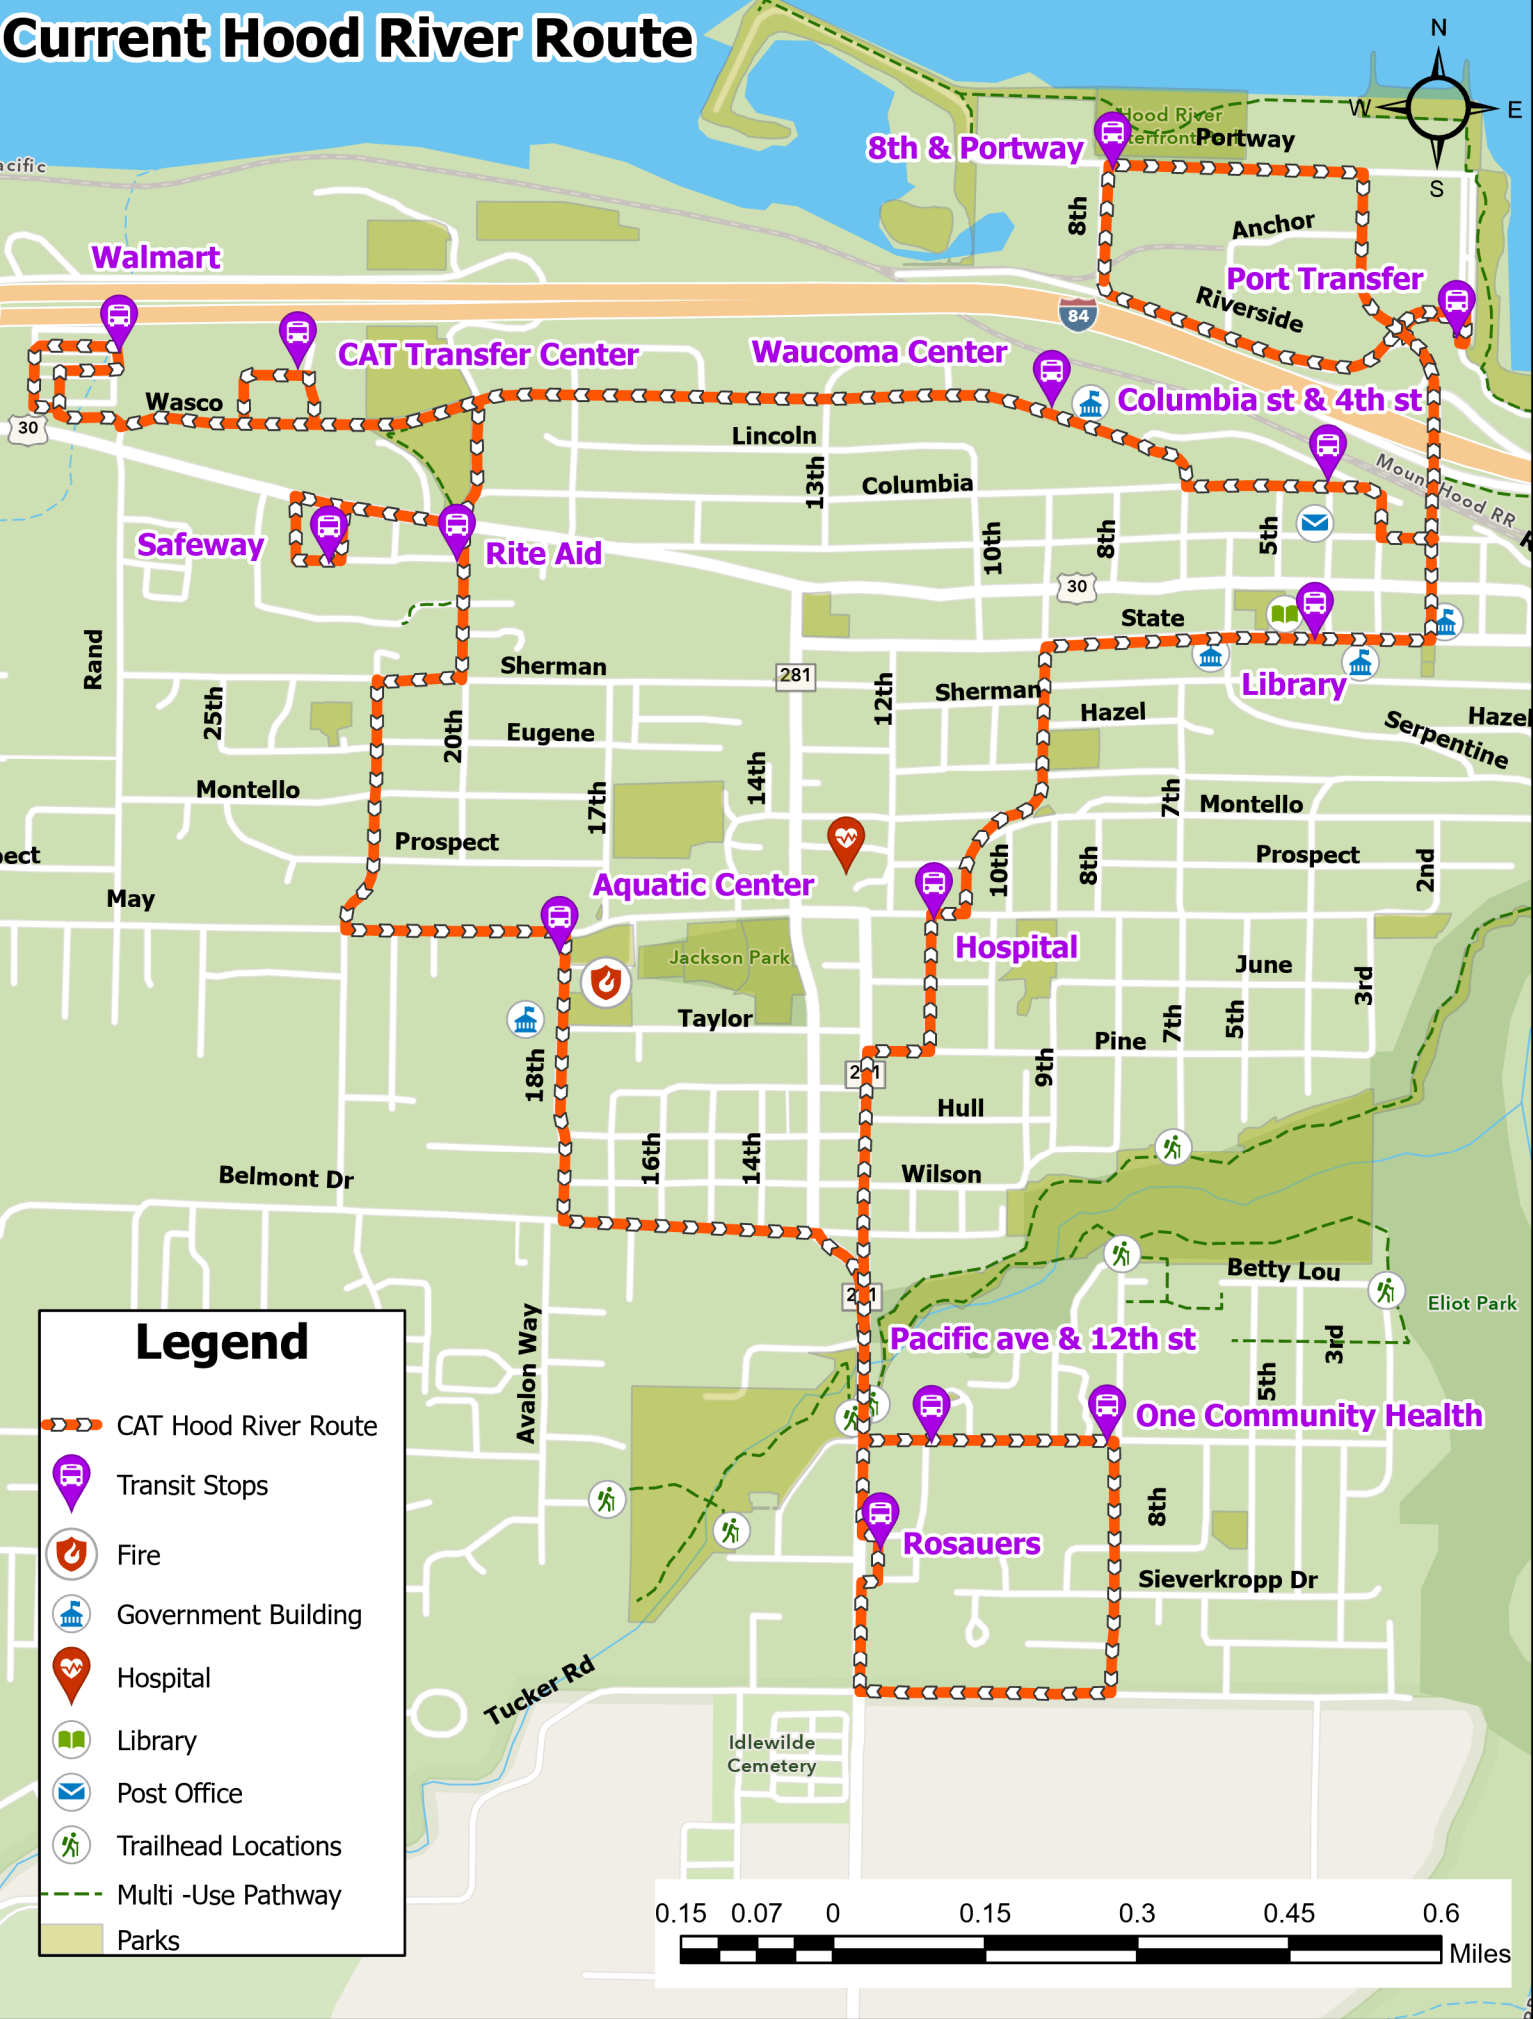 Current Hood River Route
N
W
E
S
acific
Hood River
Portway
8th & Portway
8th
Anchor
Port Transfer
Riverside
84
Walmart
CAT Transfer Center
Waucoma Center
Columbia st & 4th st
Wasco
30
Lincoln
13th
Columbia
Mount Hood RR
10th
8th
5th
Safeway
Rite Aid
30
State
Library
Rand
Sherman
281
12th
Sherman
Hazel
Hazel
Serpentine
25th
20th
Eugene
14th
17th
Montello
7th
Montello
Prospect
Prospect
pect
10th
8th
2nd
May
Aquatic Center
Hospital
Jackson Park
June
3rd
Taylor
7th
5th
Pine
18th
9th
Hull
16th
14th
Wilson
Belmont Dr
Betty Lou
Eliot Park
3rd
5th
Pacific ave & 12th st
Avalon Way
One Community Health
8th
Rosauers
Sieverkropp Dr
Tucker Rd
Idlewilde
Cemetery
Legend
CAT Hood River Route
Transit Stops
Fire
Government Building
Hospital
Library
Post Office
Trailhead Locations
Multi -Use Pathway
Parks
0.15 0.07 0 0.15 0.3 0.45 0.6
Miles